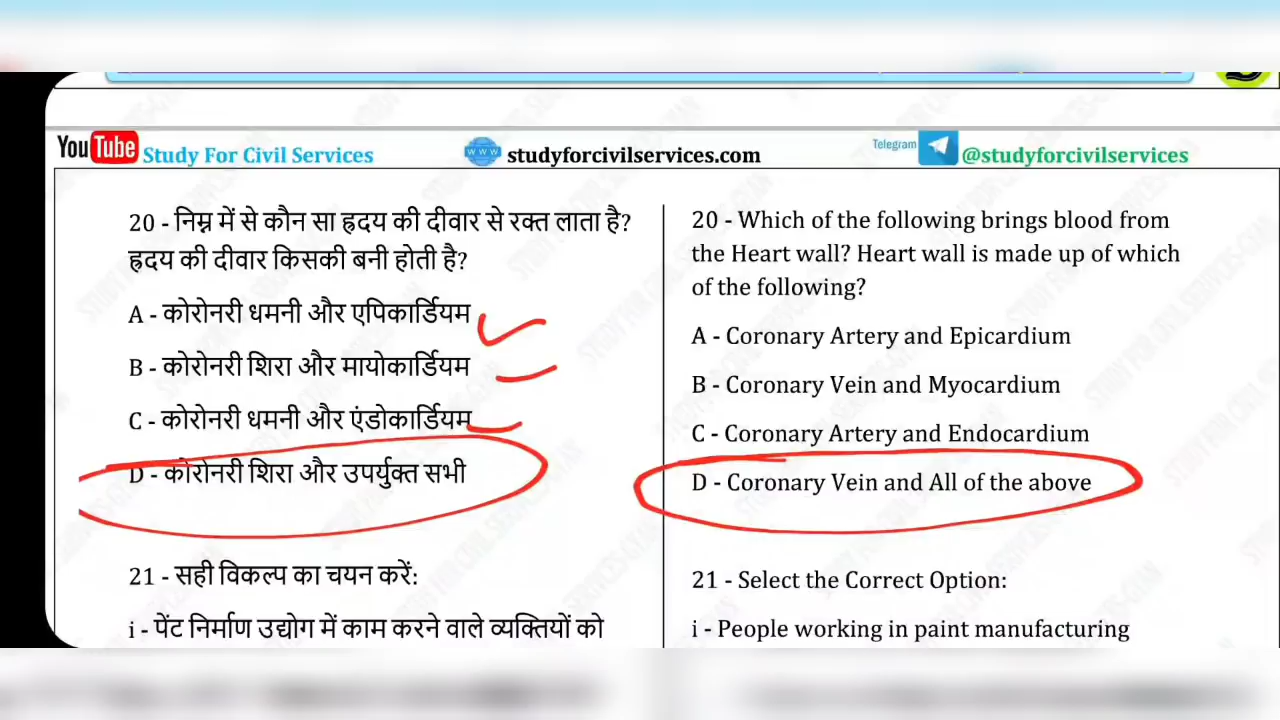 YouTube Study For Civil Services
studyforcivilservices.com
Telegram @studyforcivilservices
20 - निम्न में से कौन सा ह्रदय की दीवार से रक्त लाता है?
ह्रदय की दीवार किसकी बनी होती है?
A - कोरोनरी धमनी और एपिकार्डियम
B - कोरोनरी शिरा और मायोकार्डियम
C - कोरोनरी धमनी और एंडोकार्डियम
D - कोरोनरी शिरा और उपर्युक्त सभी
21 - सही विकल्प का चयन करें:
i - पेंट निर्माण उद्योग में काम करने वाले व्यक्तियों को
20 - Which of the following brings blood from
the Heart wall? Heart wall is made up of which
of the following?
A - Coronary Artery and Epicardium
B - Coronary Vein and Myocardium
C - Coronary Artery and Endocardium
D - Coronary Vein and All of the above
21 - Select the Correct Option:
i - People working in paint manufacturing